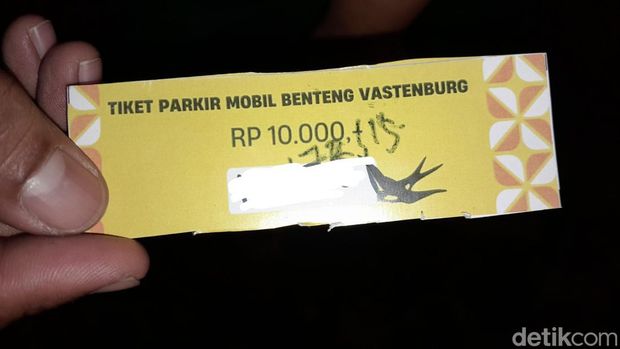 TIKET PARKIR MOBIL BENTENG VASTENBURG
RP 10.000,-
detikcom